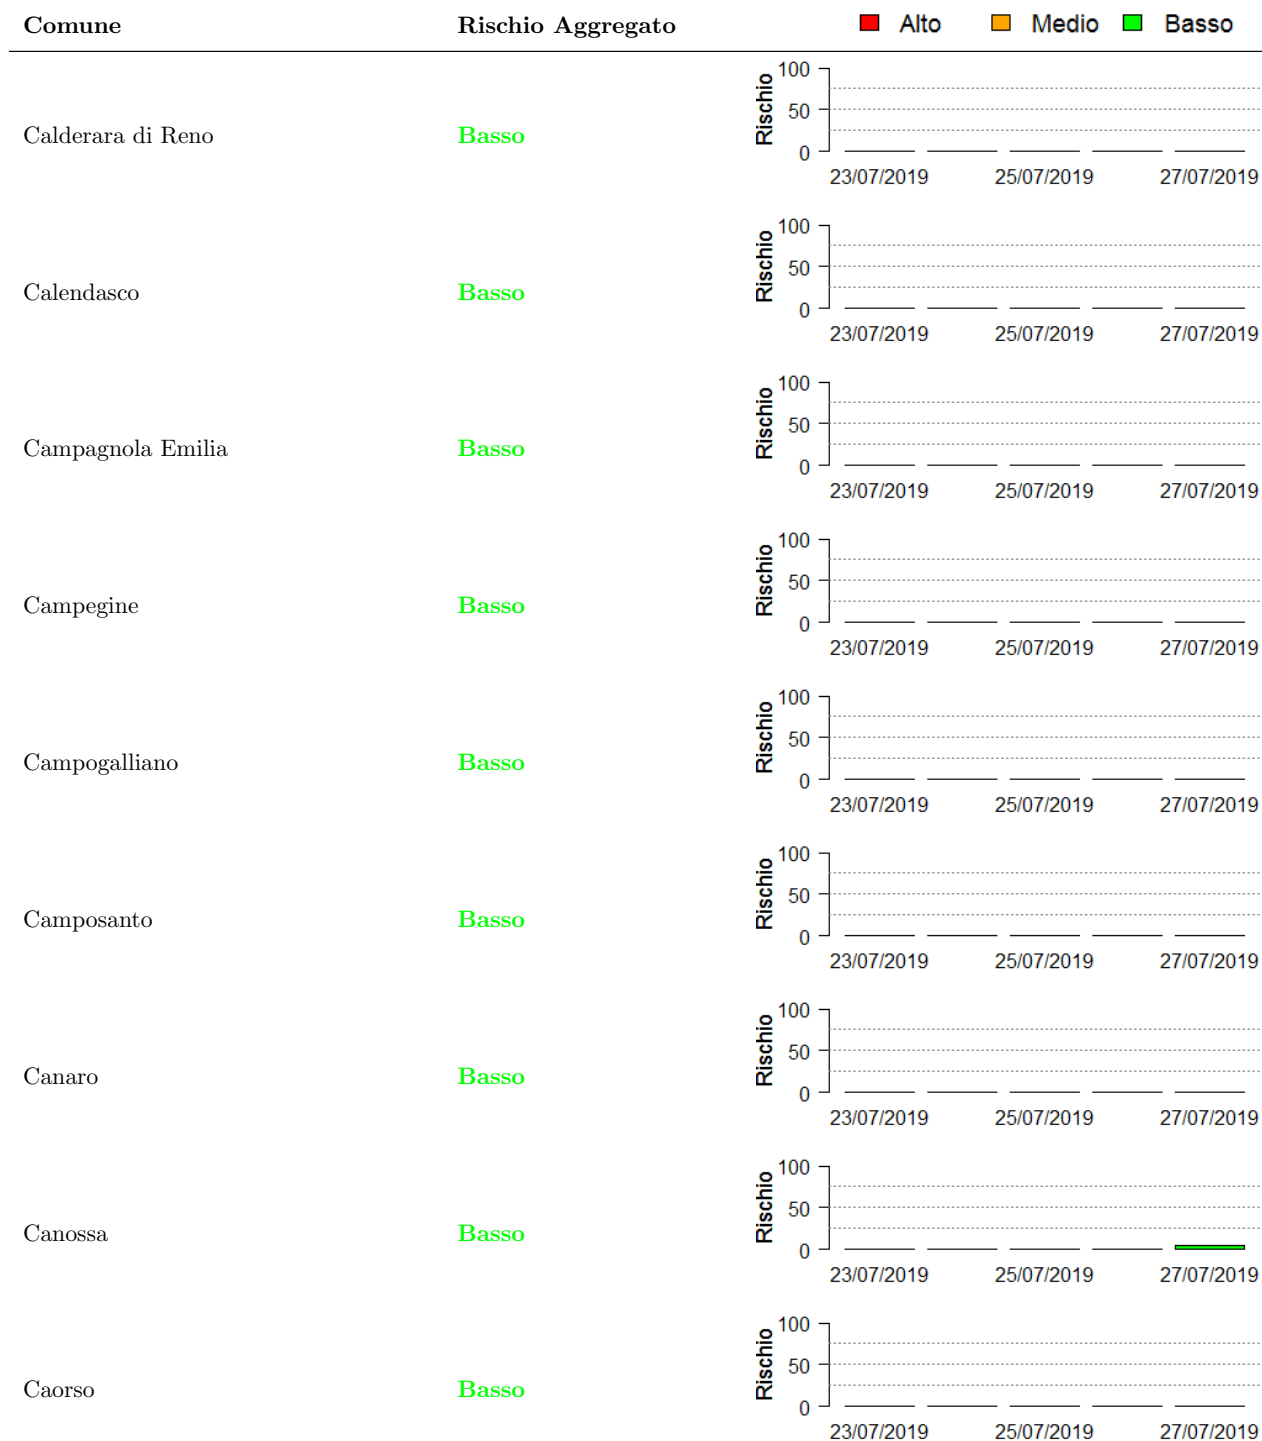 Comune Rischio Aggregato Alto Medio Basso
100
50
0
Rischio
Calderara di Reno Basso
23/07/2019 25/07/2019 27/07/2019
100
50
0
Rischio
Calendasco Basso
23/07/2019 25/07/2019 27/07/2019
100
50
0
Rischio
Campagnola Emilia Basso
23/07/2019 25/07/2019 27/07/2019
100
50
0
Rischio
Campegine Basso
23/07/2019 25/07/2019 27/07/2019
100
50
0
Rischio
Campogalliano Basso
23/07/2019 25/07/2019 27/07/2019
100
50
0
Rischio
Camposanto Basso
23/07/2019 25/07/2019 27/07/2019
100
50
0
Rischio
Canaro Basso
23/07/2019 25/07/2019 27/07/2019
100
50
0
Rischio
Canossa Basso
23/07/2019 25/07/2019 27/07/2019
100
50
0
Rischio
Caorso Basso
23/07/2019 25/07/2019 27/07/2019